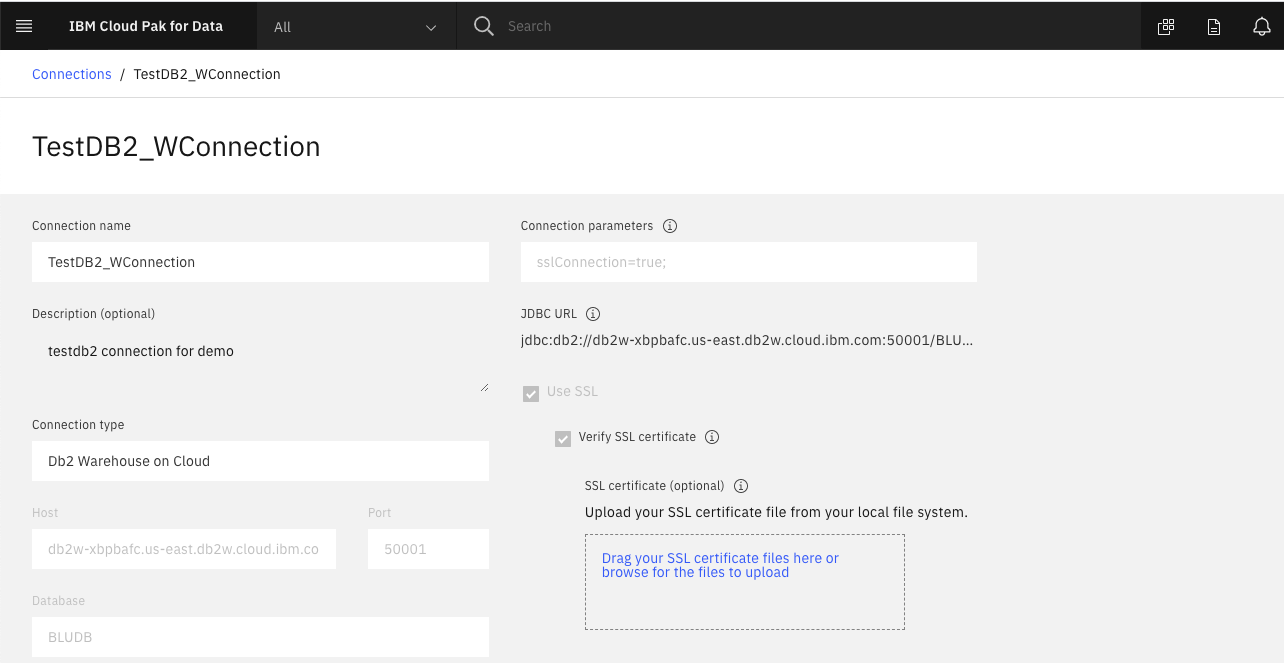 IBM Cloud Pak for Data
All
Search
Connections / TestDB2_WConnection
TestDB2_WConnection
Connection name
TestDB2_WConnection
Description (optional)
testdb2 connection for demo
Connection type
Db2 Warehouse on Cloud
Host
Port
db2w-xbpbafc.us-east.db2w.cloud.ibm.co
50001
Database
BLUDB
Connection parameters
sslConnection=true;
JDBC URL
jdbc:db2://db2w-xbpbafc.us-east.db2w.cloud.ibm.com:50001/BLU...
Use SSL
Verify SSL certificate
SSL certificate (optional)
Upload your SSL certificate file from your local file system.
Drag your SSL certificate files here or
browse for the files to upload